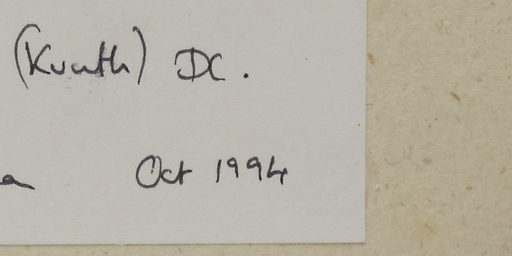 (Kunth) DC.
Oct 1994